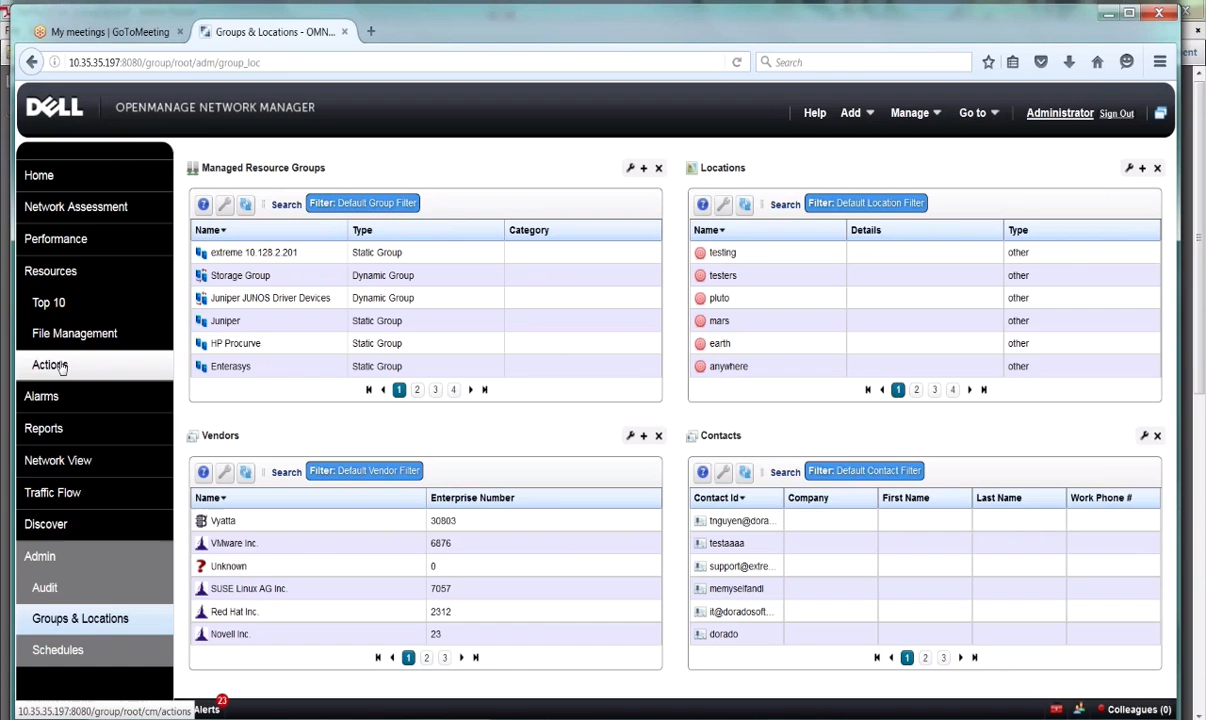 My meetings | GoToMeeting
Groups & Locations - OMN...
10.35.35.197:8080/group/root/adm/group_loc
Search
DELL
OPENMANAGE NETWORK MANAGER
Help
Add
Manage
Go to
Administrator
Sign Out
Home
Network Assessment
Performance
Resources
Top 10
File Management
Actions
Alarms
Reports
Network View
Traffic Flow
Discover
Admin
Audit
Groups & Locations
Schedules
Managed Resource Groups
Search Filter: Default Group Filter
Name Type Category
extreme 10.128.2.201 Static Group
Storage Group Dynamic Group
Juniper JUNOS Driver Devices Dynamic Group
Juniper Static Group
HP Procurve Static Group
Enterasys Static Group
1 2 3 4
Locations
Search Filter: Default Location Filter
Name Details Type
testing other
testers other
pluto other
mars other
earth other
anywhere other
1 2 3 4
Vendors
Search Filter: Default Vendor Filter
Name Enterprise Number
Vyatta 30803
VMware Inc. 6876
Unknown 0
SUSE Linux AG Inc. 7057
Red Hat Inc. 2312
Novell Inc. 23
1 2 3
Contacts
Search Filter: Default Contact Filter
Contact Id Company First Name Last Name Work Phone #
tnguyen@dora...
testaaaa
support@extre...
memyselfandI
it@doradosoft...
dorado
1 2 3
10.35.35.197:8080/group/root/cm/actions
Alerts
23
Colleagues (0)